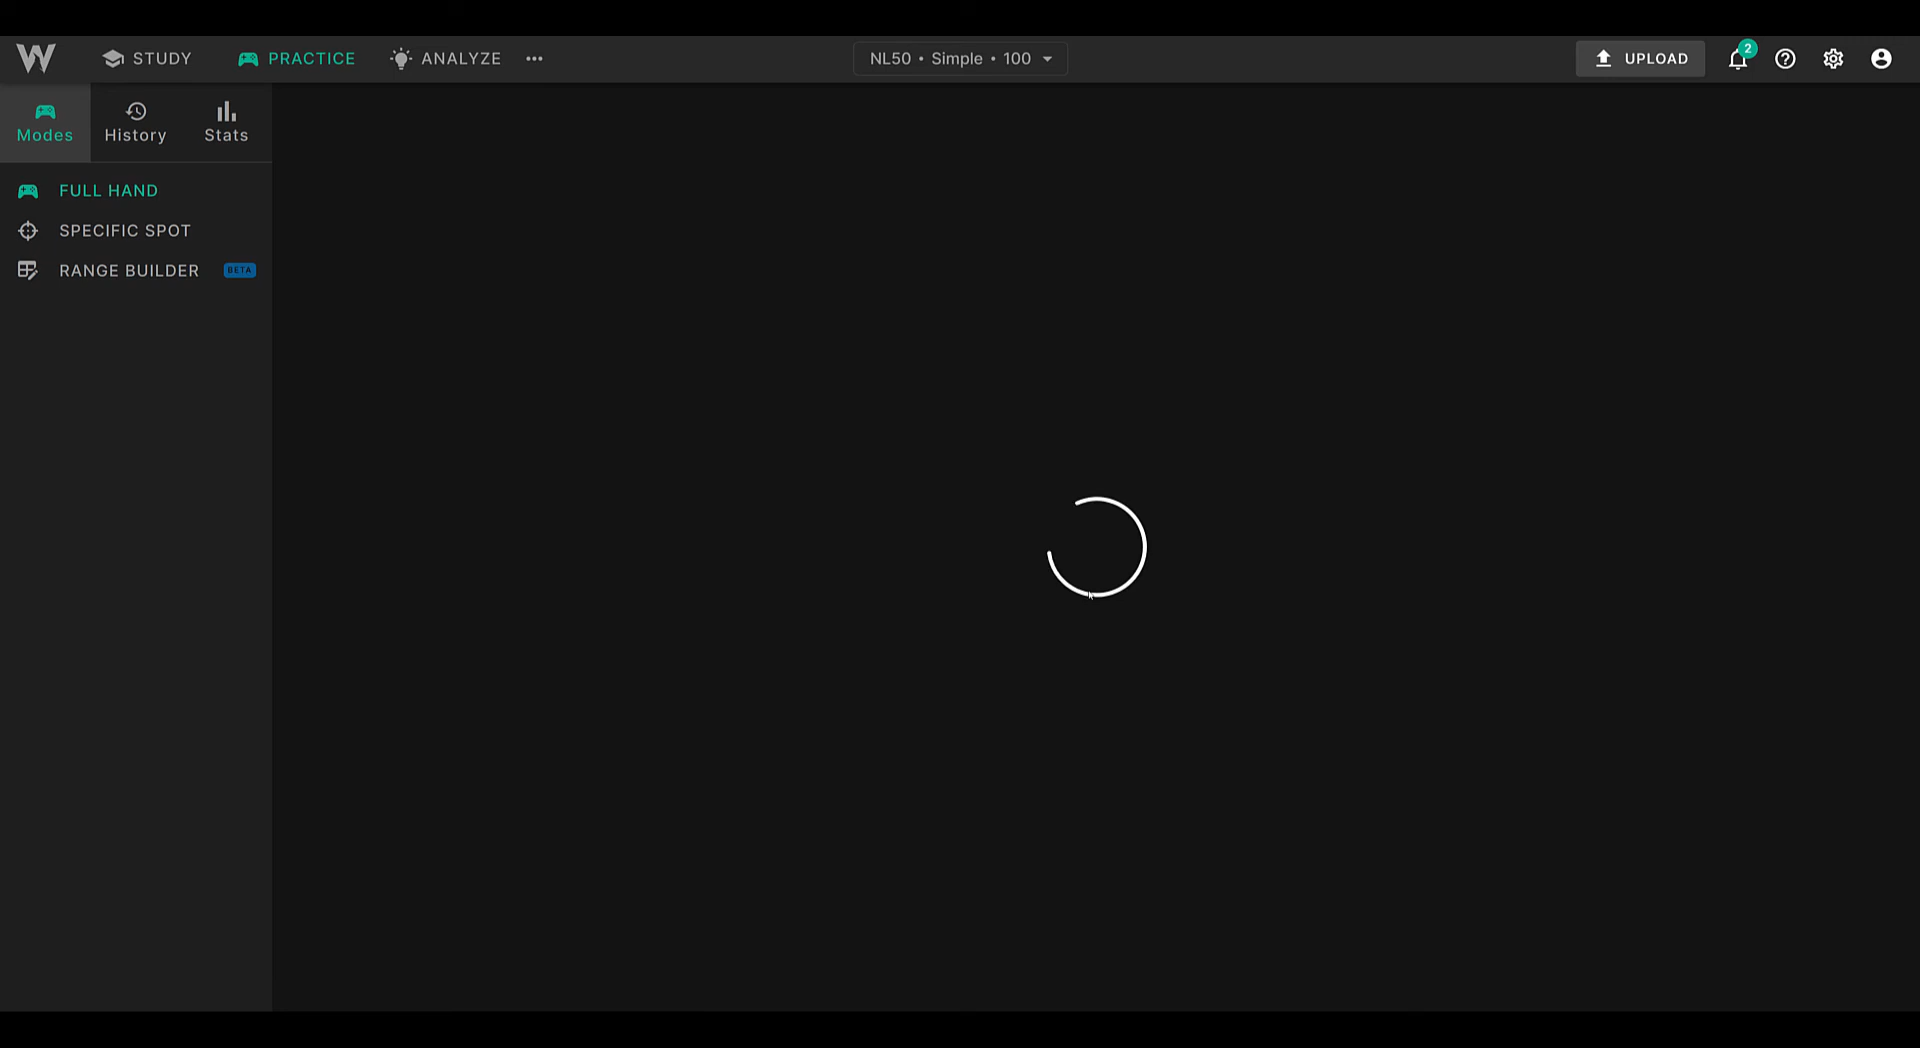 STUDY
PRACTICE
ANALYZE
NL50 • Simple • 100
UPLOAD
2
Modes
History
Stats
FULL HAND
SPECIFIC SPOT
RANGE BUILDER BETA